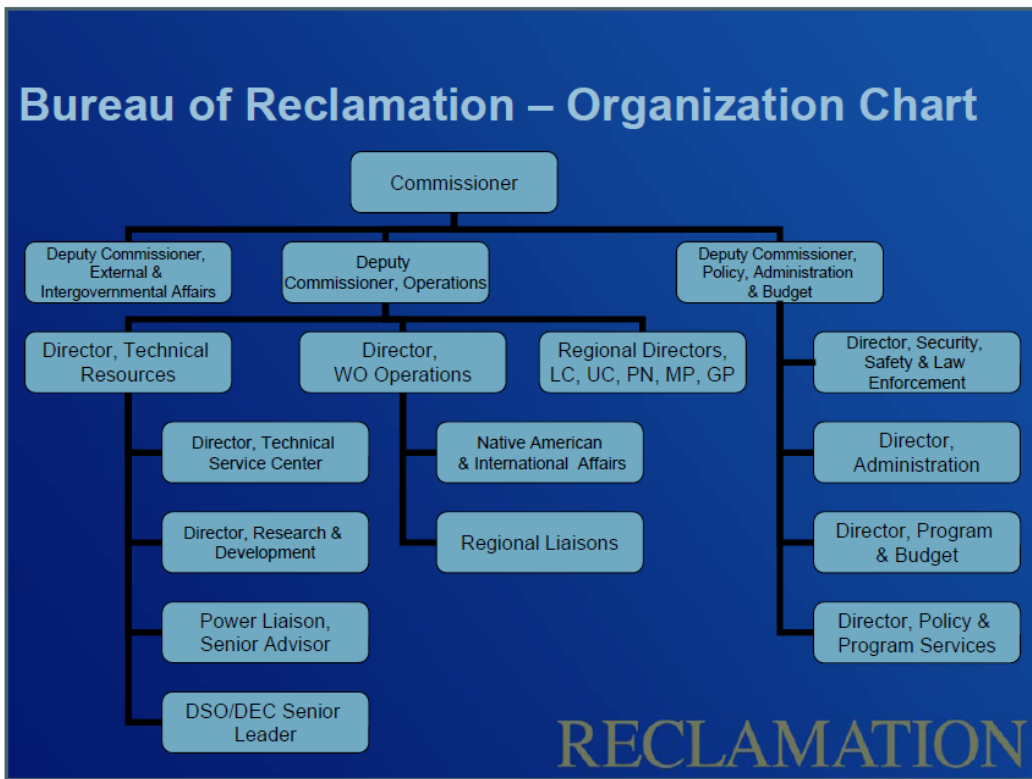 Bureau of Reclamation – Organization Chart
Commissioner
Deputy Commissioner,
External &
Intergovernmental Affairs
Deputy
Commissioner, Operations
Deputy Commissioner,
Policy, Administration
& Budget
Director, Technical
Resources
Director,
WO Operations
Regional Directors,
LC, UC, PN, MP, GP
Director, Security,
Safety & Law
Enforcement
Director, Technical
Service Center
Native American
& International Affairs
Director,
Administration
Director, Research &
Development
Regional Liaisons
Director, Program
& Budget
Power Liaison,
Senior Advisor
Director, Policy &
Program Services
DSO/DEC Senior
Leader
RECLAMATION